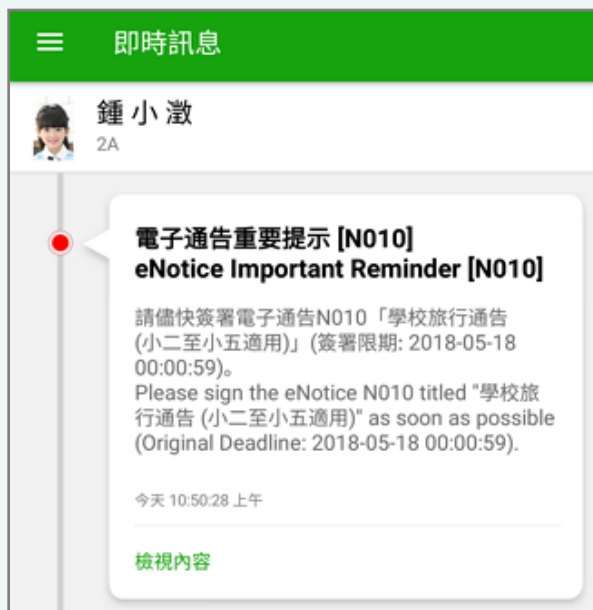 即時訊息
鍾小澂
2A
電子通告重要提示 [N010]
eNotice Important Reminder [N010]
請儘快簽署電子通告N010「學校旅行通告
(小二至小五適用)」(簽署限期: 2018-05-18
00:00:59)。
Please sign the eNotice N010 titled "學校旅
行通告 (小二至小五適用)" as soon as possible
(Original Deadline: 2018-05-18 00:00:59).
今天 10:50:28 上午
檢視內容